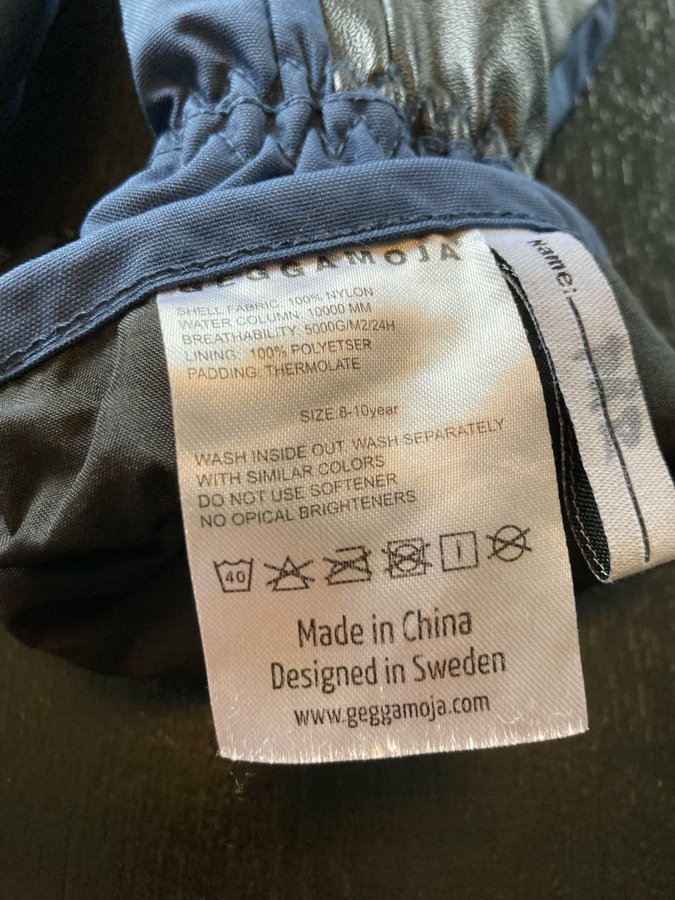 GEGGAMOJA
SHELL FABRIC: 100% NYLON
WATER COLUMN: 10000 MM
BREATHABILITY: 5000G/M2/24H
LINING: 100% POLYETSER
PADDING: THERMOLATE
SIZE 8-10year
WASH INSIDE OUT. WASH SEPARATELY
WITH SIMILAR COLORS
DO NOT USE SOFTENER
NO OPICAL BRIGHTENERS
40
Made in China
Designed in Sweden
www.geggamoja.com
Name: